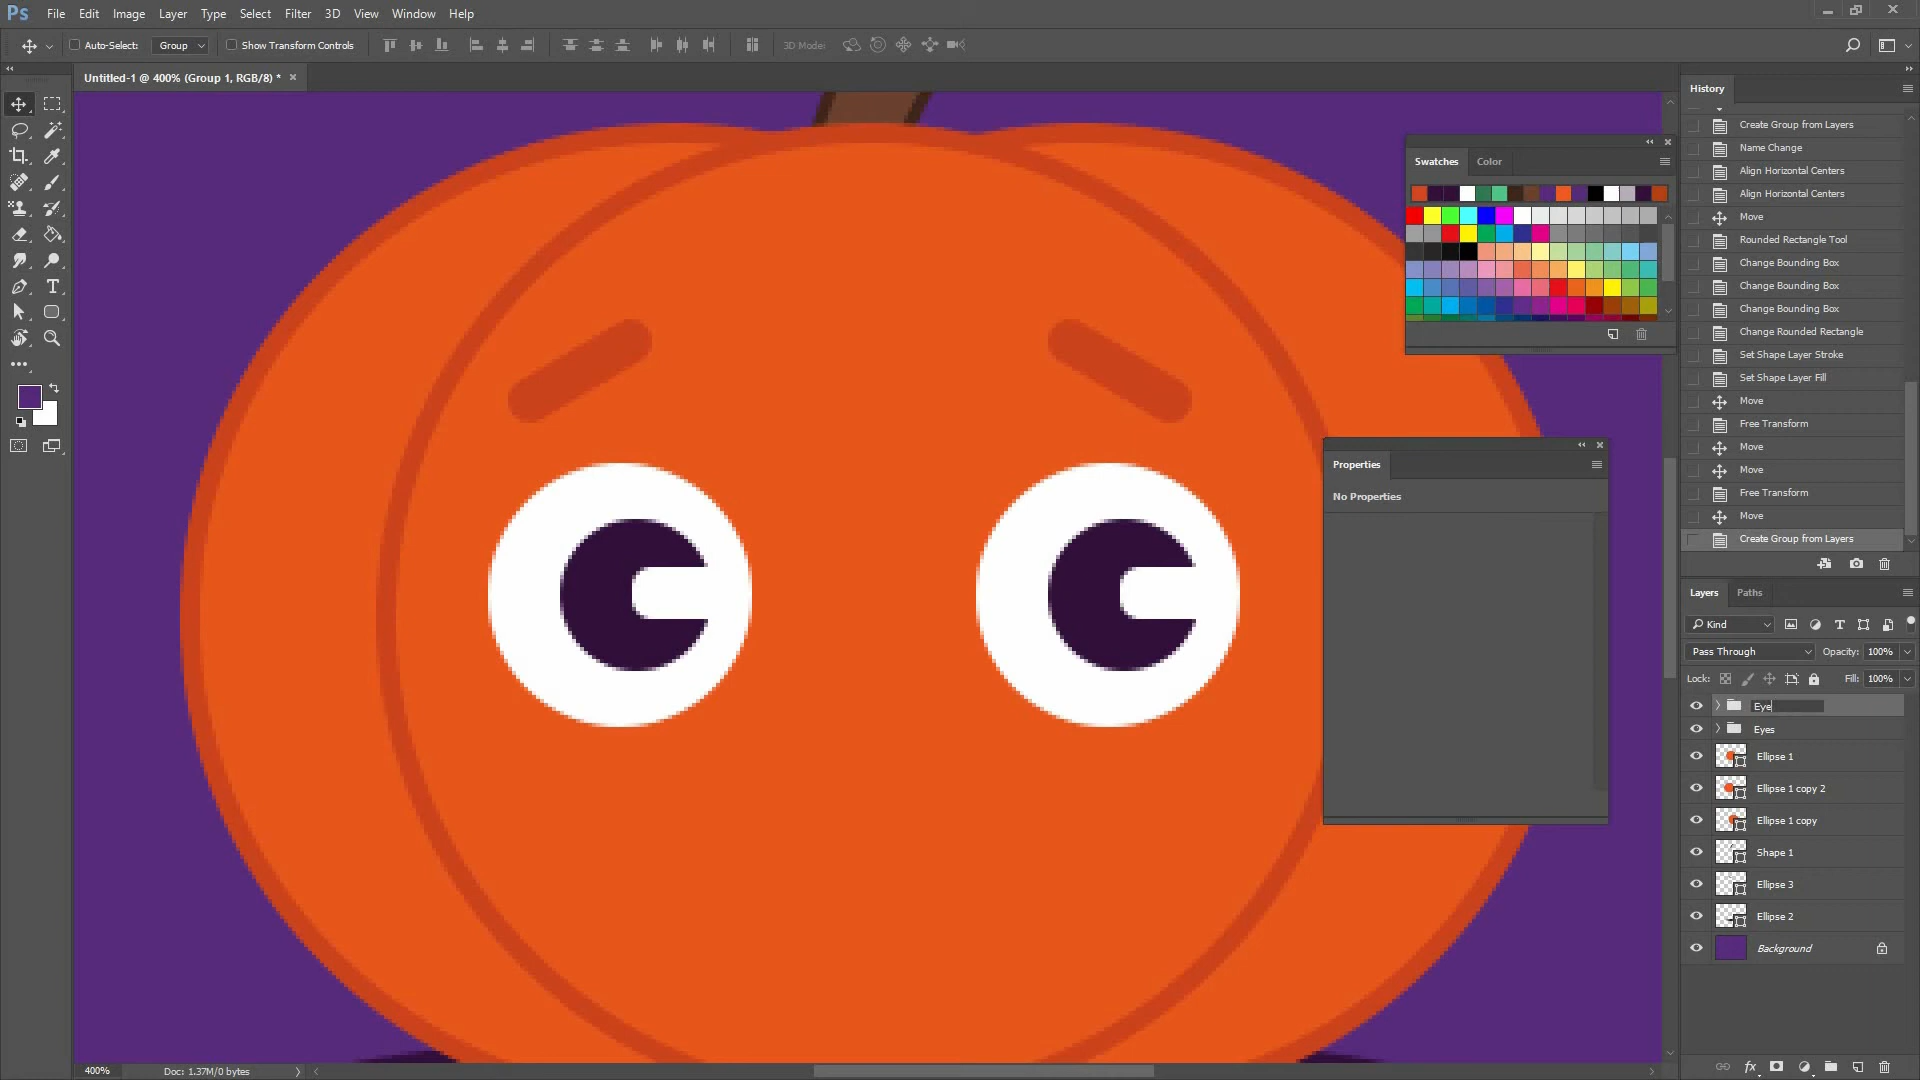 Ps File Edit Image Layer Type Select Filter 3D View Window Help
Auto-Select: Group Show Transform Controls 3D Mode:
Untitled-1 @ 400% (Group 1, RGB/8) *
History
Create Group from Layers
Name Change
Align Horizontal Centers
Align Horizontal Centers
Move
Rounded Rectangle Tool
Change Bounding Box
Change Bounding Box
Change Bounding Box
Change Rounded Rectangle
Set Shape Layer Stroke
Set Shape Layer Fill
Move
Free Transform
Move
Move
Free Transform
Move
Create Group from Layers
Swatches Color
Properties
No Properties
Layers Paths
Kind
Pass Through Opacity: 100%
Lock: Fill: 100%
Eye
Eyes
Ellipse 1
Ellipse 1 copy 2
Ellipse 1 copy
Shape 1
Ellipse 3
Ellipse 2
Background
400% Doc: 1.37M/0 bytes